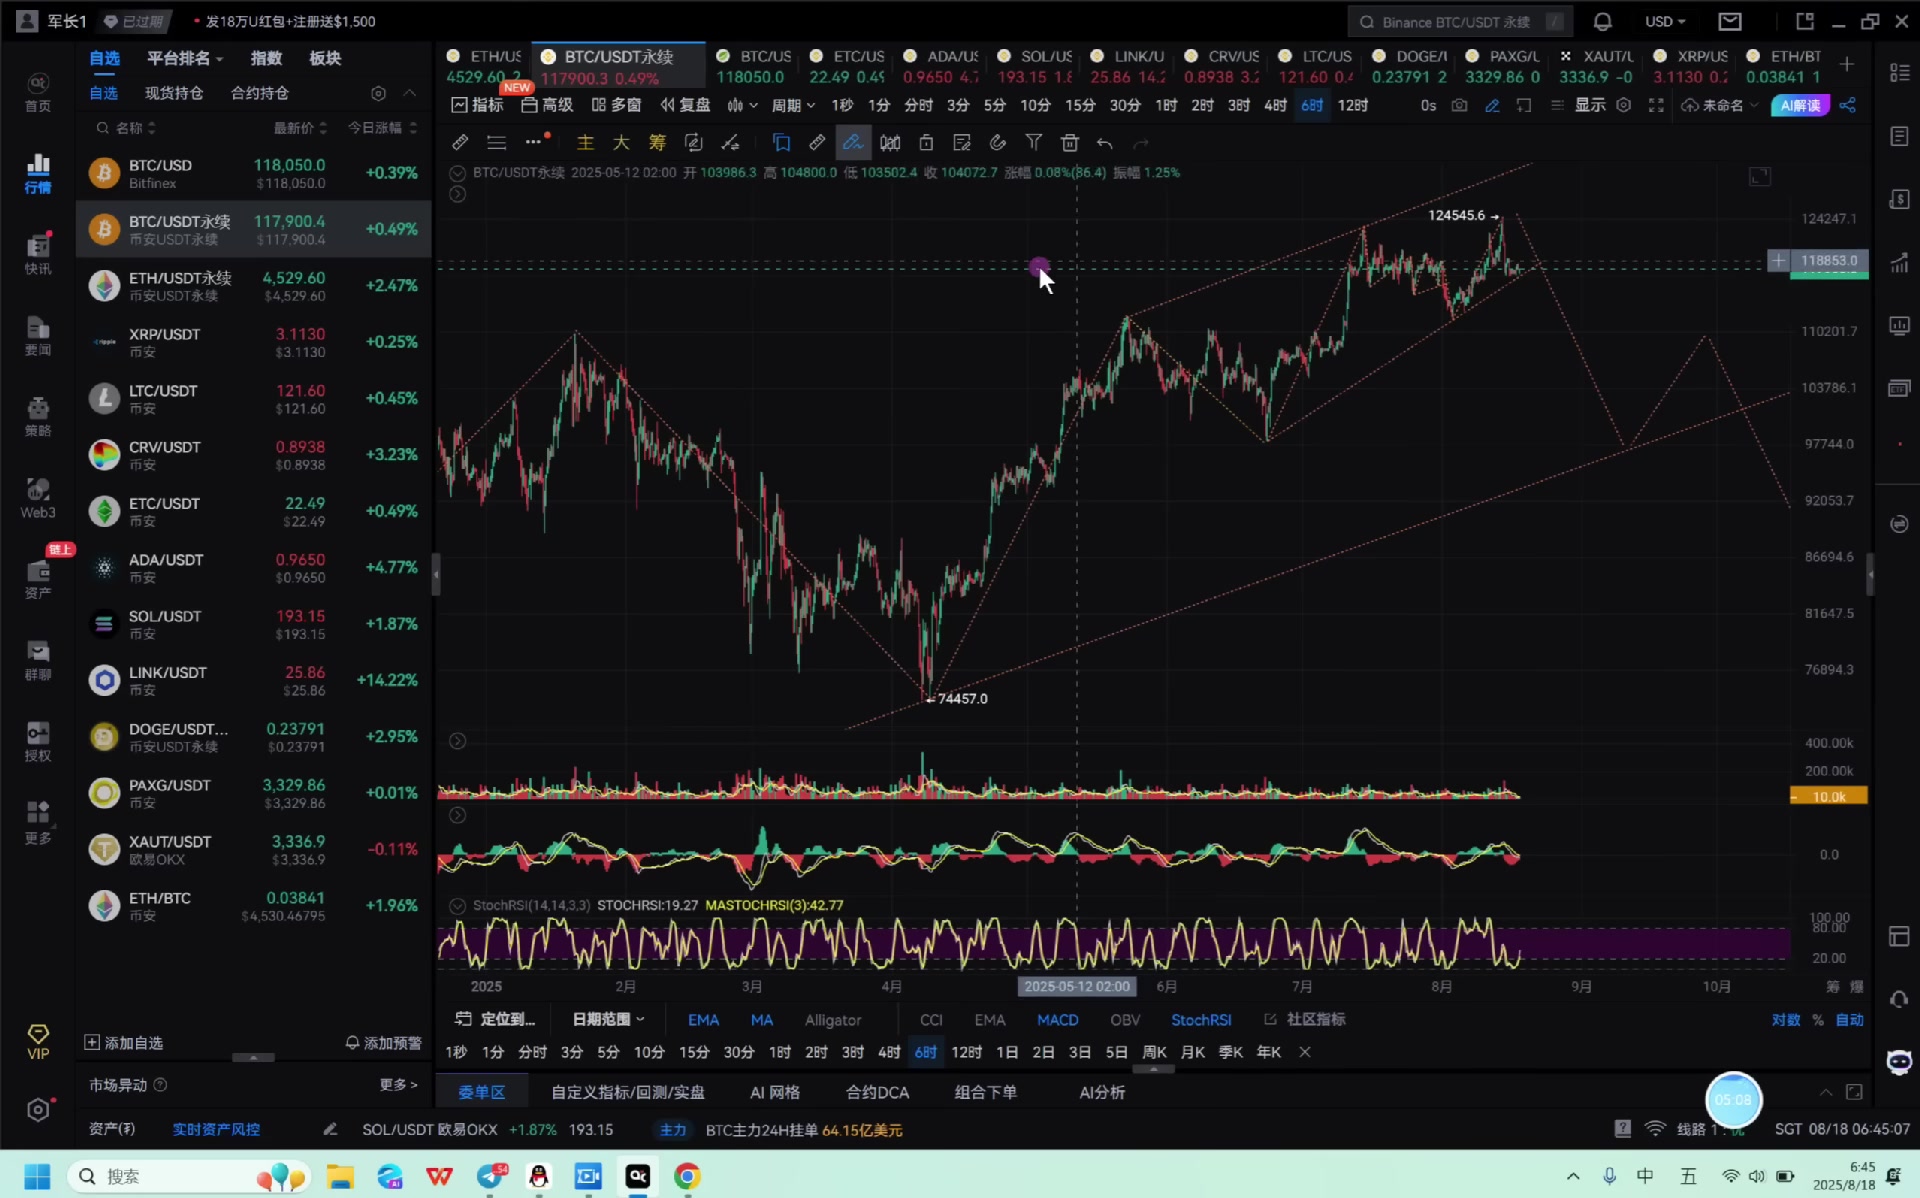 军长1 已过期 • 发18万U红包+注册送$1,500
Binance BTC/USDT 永续 /
USD
自选 平台排名 指数 板块
自选 现货持仓 合约持仓
名称 最新价 今日涨幅
首页
行情
快讯
要闻
策略
Web3
链上
资产
群聊
授权
更多
VIP
BTC/USD 118,050.0 +0.39%
Bitfinex $118,050.0
BTC/USDT永续 117,900.4 +0.49%
币安USDT永续 $117,900.4
ETH/USDT永续 4,529.60 +2.47%
币安USDT永续 $4,529.60
XRP/USDT 3.1130 +0.25%
币安 $3.1130
LTC/USDT 121.60 +0.45%
币安 $121.60
CRV/USDT 0.8938 +3.23%
币安 $0.8938
ETC/USDT 22.49 +0.49%
币安 $22.49
ADA/USDT 0.9650 +4.77%
币安 $0.9650
SOL/USDT 193.15 +1.87%
币安 $193.15
LINK/USDT 25.86 +14.22%
币安 $25.86
DOGE/USDT... 0.23791 +2.95%
币安USDT永续 $0.23791
PAXG/USDT 3,329.86 +0.01%
币安 $3,329.86
XAUT/USDT 3,336.9 -0.11%
欧易OKX $3,336.9
ETH/BTC 0.03841 +1.96%
币安 $4,530.46795
添加自选 添加预警
市场异动 更多 >
ETH/US BTC/USDT永续 BTC/US ETC/US ADA/US SOL/US LINK/U CRV/US LTC/US DOGE/I PAXG/L XAUT/L XRP/US ETH/BT
4529.60 2 117900.3 0.49% 118050.0 22.49 0.49 0.9650 4.7 193.15 1.8 25.86 14.2 0.8938 3.2 121.60 0.4 0.23791 2 3329.86 0 3336.9 -0 3.1130 0.2 0.03841 1
NEW
指标 高级 多窗 复盘 周期 1秒 1分 分时 3分 5分 10分 15分 30分 1时 2时 3时 4时 6时 12时 0s 显示 未命名 AI解读
主 大 筹
BTC/USDT永续 2025-05-12 02:00 开 103986.3 高 104800.0 低 103502.4 收 104072.7 涨幅 0.08%(86.4) 振幅 1.25%
124545.6
74457.0
124247.1
118853.0
110201.7
103786.1
97744.0
92053.7
86694.6
81647.5
76894.3
400.00k
200.00k
10.0k
0.0
StochRSI(14,14,3,3) STOCHRSI:19.27 MASTOCHRSI(3):42.77
100.00
80.00
20.00
2025 2月 3月 4月 2025-05-12 02:00 6月 7月 8月 9月 10月 筹 爆
定位到... 日期范围 EMA MA Alligator CCI EMA MACD OBV StochRSI 社区指标 对数 % 自动
1秒 1分 分时 3分 5分 10分 15分 30分 1时 2时 3时 4时 6时 12时 1日 2日 3日 5日 周K 月K 季K 年K
委单区 自定义指标/回测/实盘 AI 网格 合约DCA 组合下单 AI分析
05:08
资产(₮) 实时资产风控 SOL/USDT 欧易OKX +1.87% 193.15 主力 BTC主力24H挂单 64.15亿美元 线路 1 SGT 08/18 06:45:07
搜索
54
中 五 6:45
2025/8/18